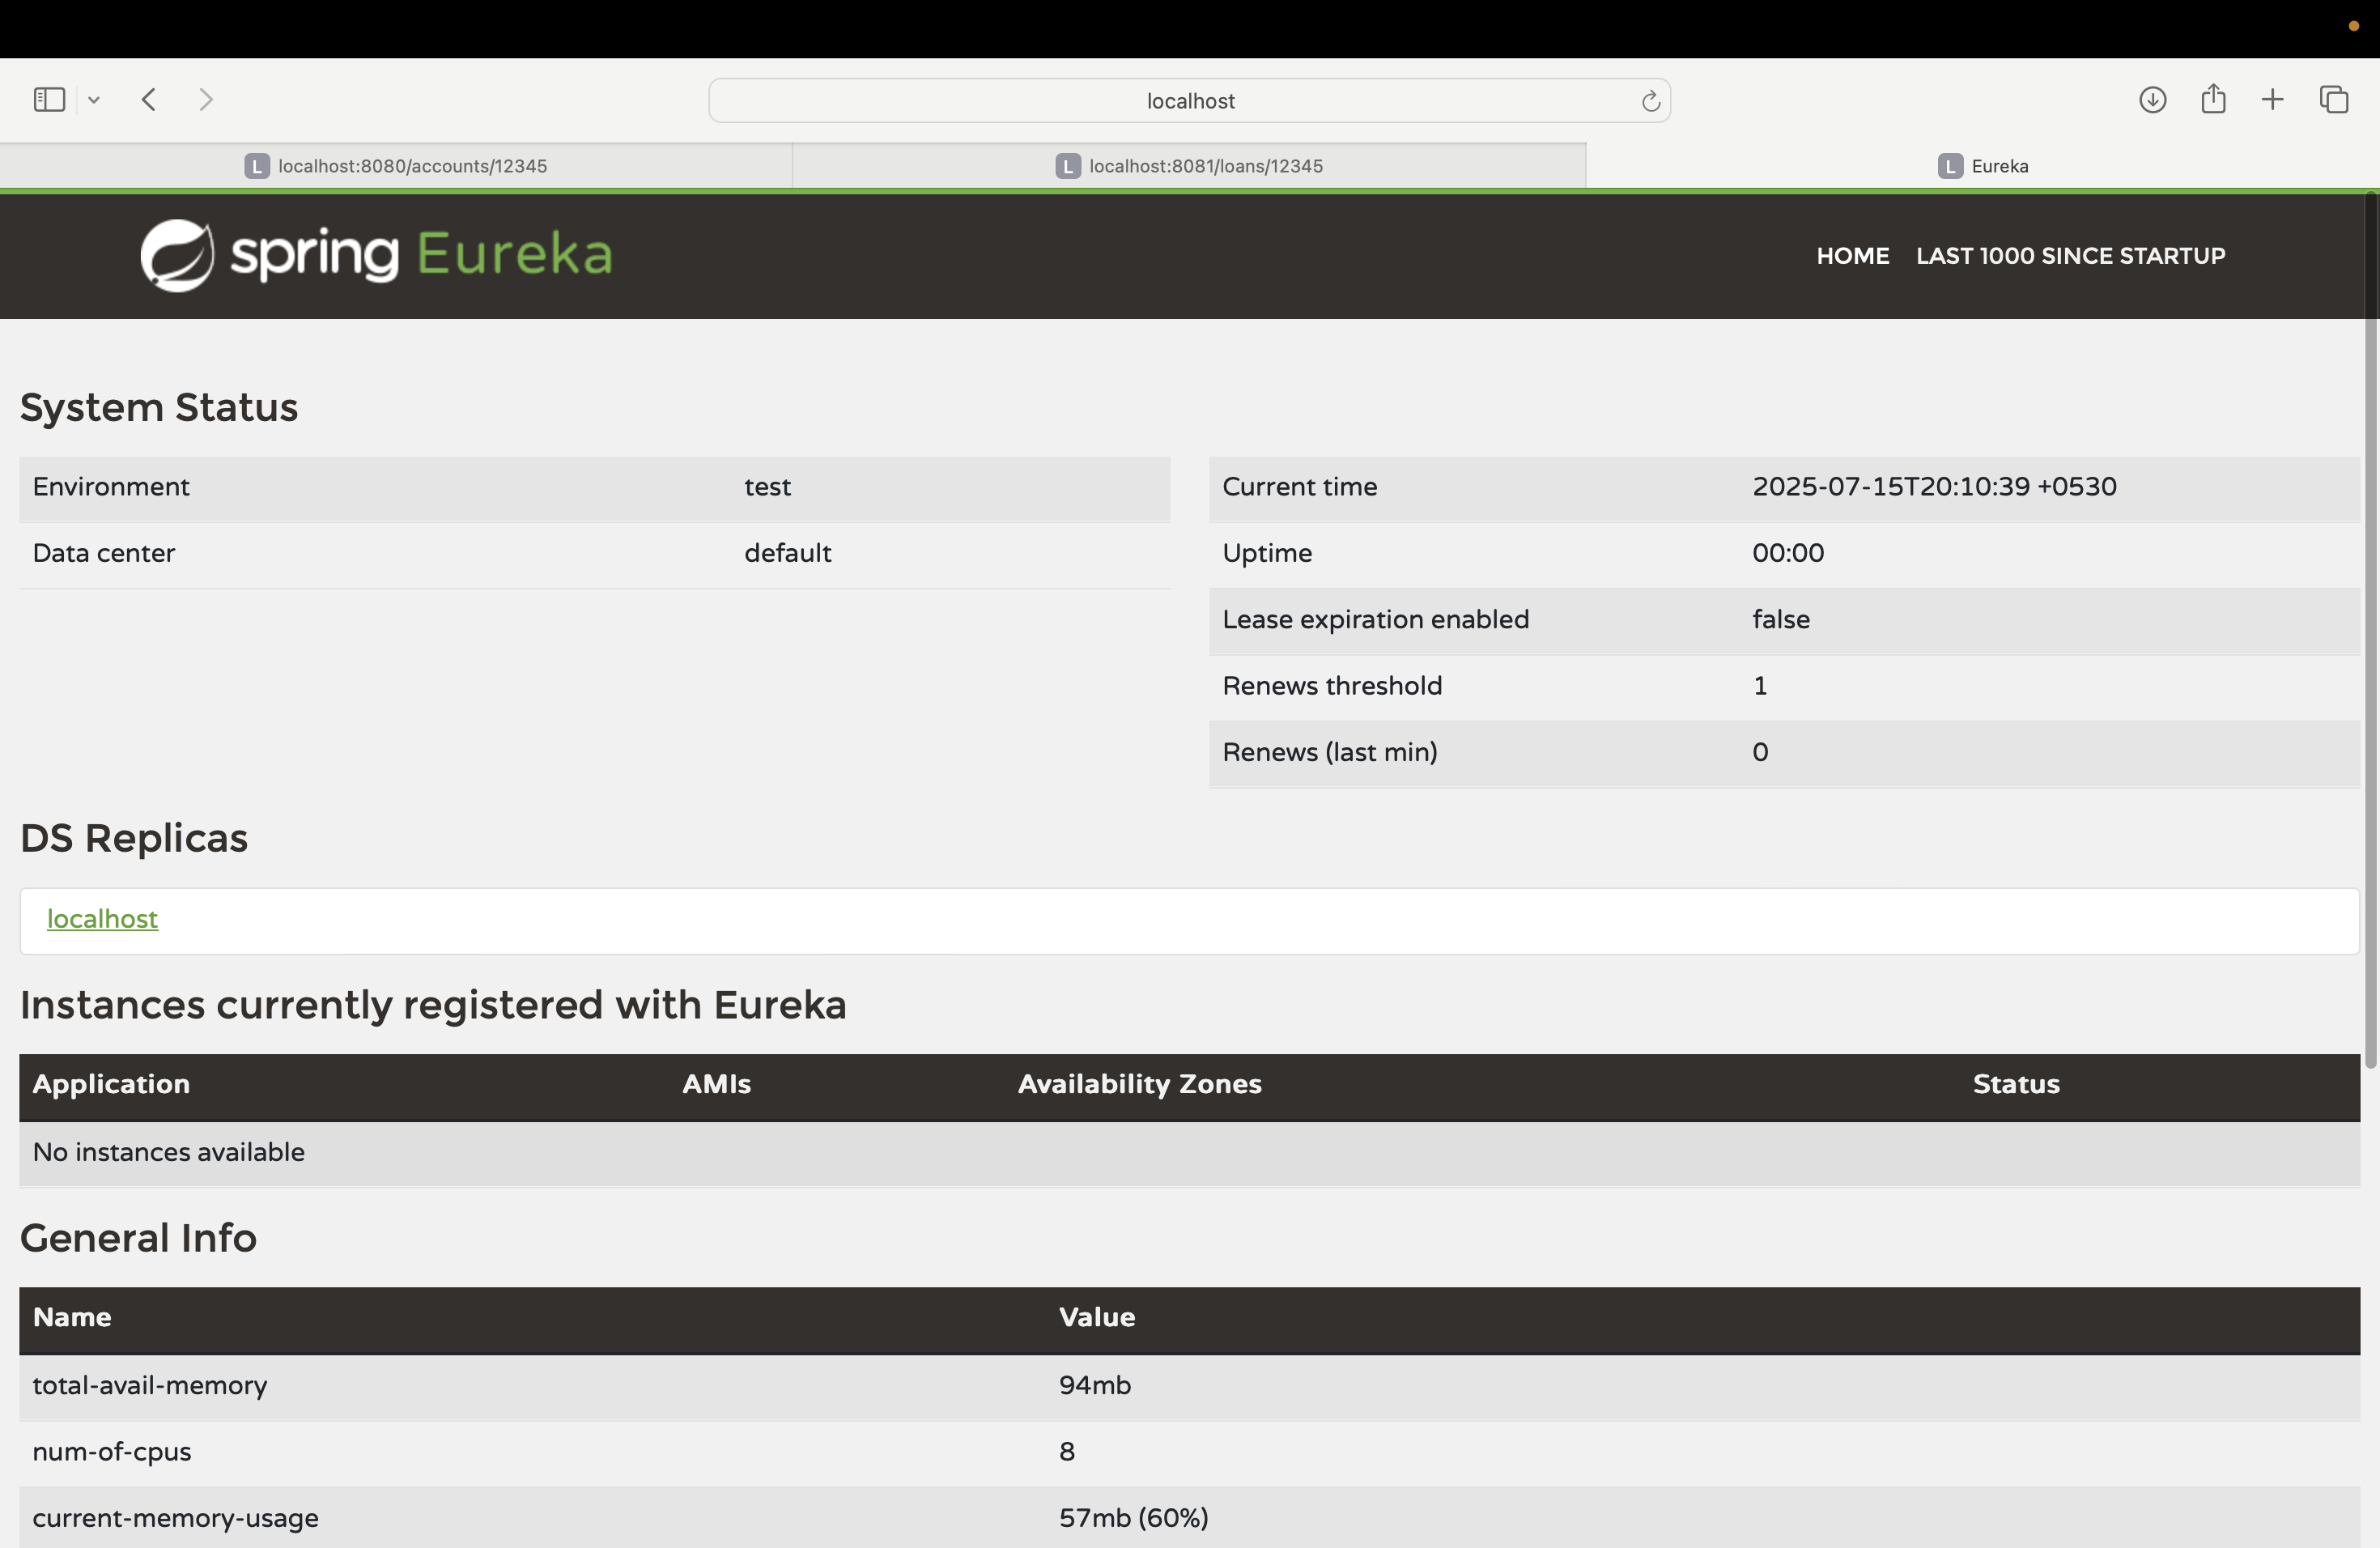 localhost
L localhost:8080/accounts/12345
L localhost:8081/loans/12345
L Eureka
spring Eureka
HOME LAST 1000 SINCE STARTUP
System Status
Environment test
Data center default
Current time 2025-07-15T20:10:39 +0530
Uptime 00:00
Lease expiration enabled false
Renews threshold 1
Renews (last min) 0
DS Replicas
localhost
Instances currently registered with Eureka
Application AMIs Availability Zones Status
No instances available
General Info
Name Value
total-avail-memory 94mb
num-of-cpus 8
current-memory-usage 57mb (60%)